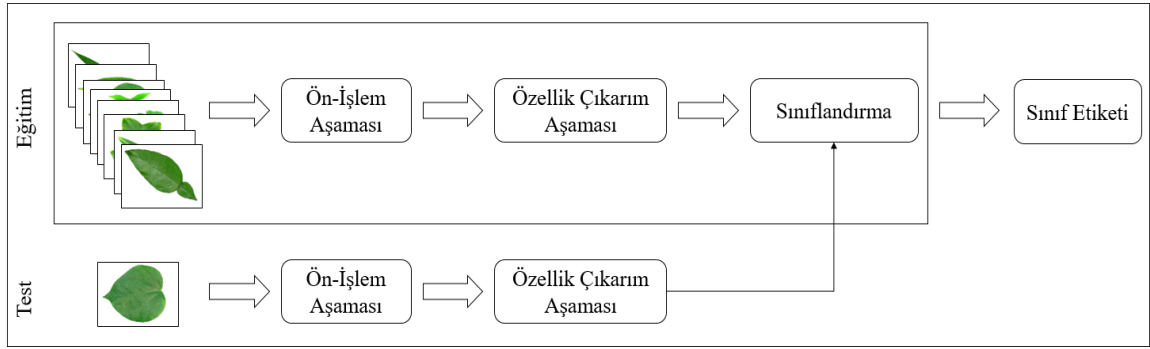 Eğitim
Ön-İşlem
Aşaması
Özellik Çıkarım
Aşaması
Sınıflandırma
Sınıf Etiketi
Test
Ön-İşlem
Aşaması
Özellik Çıkarım
Aşaması